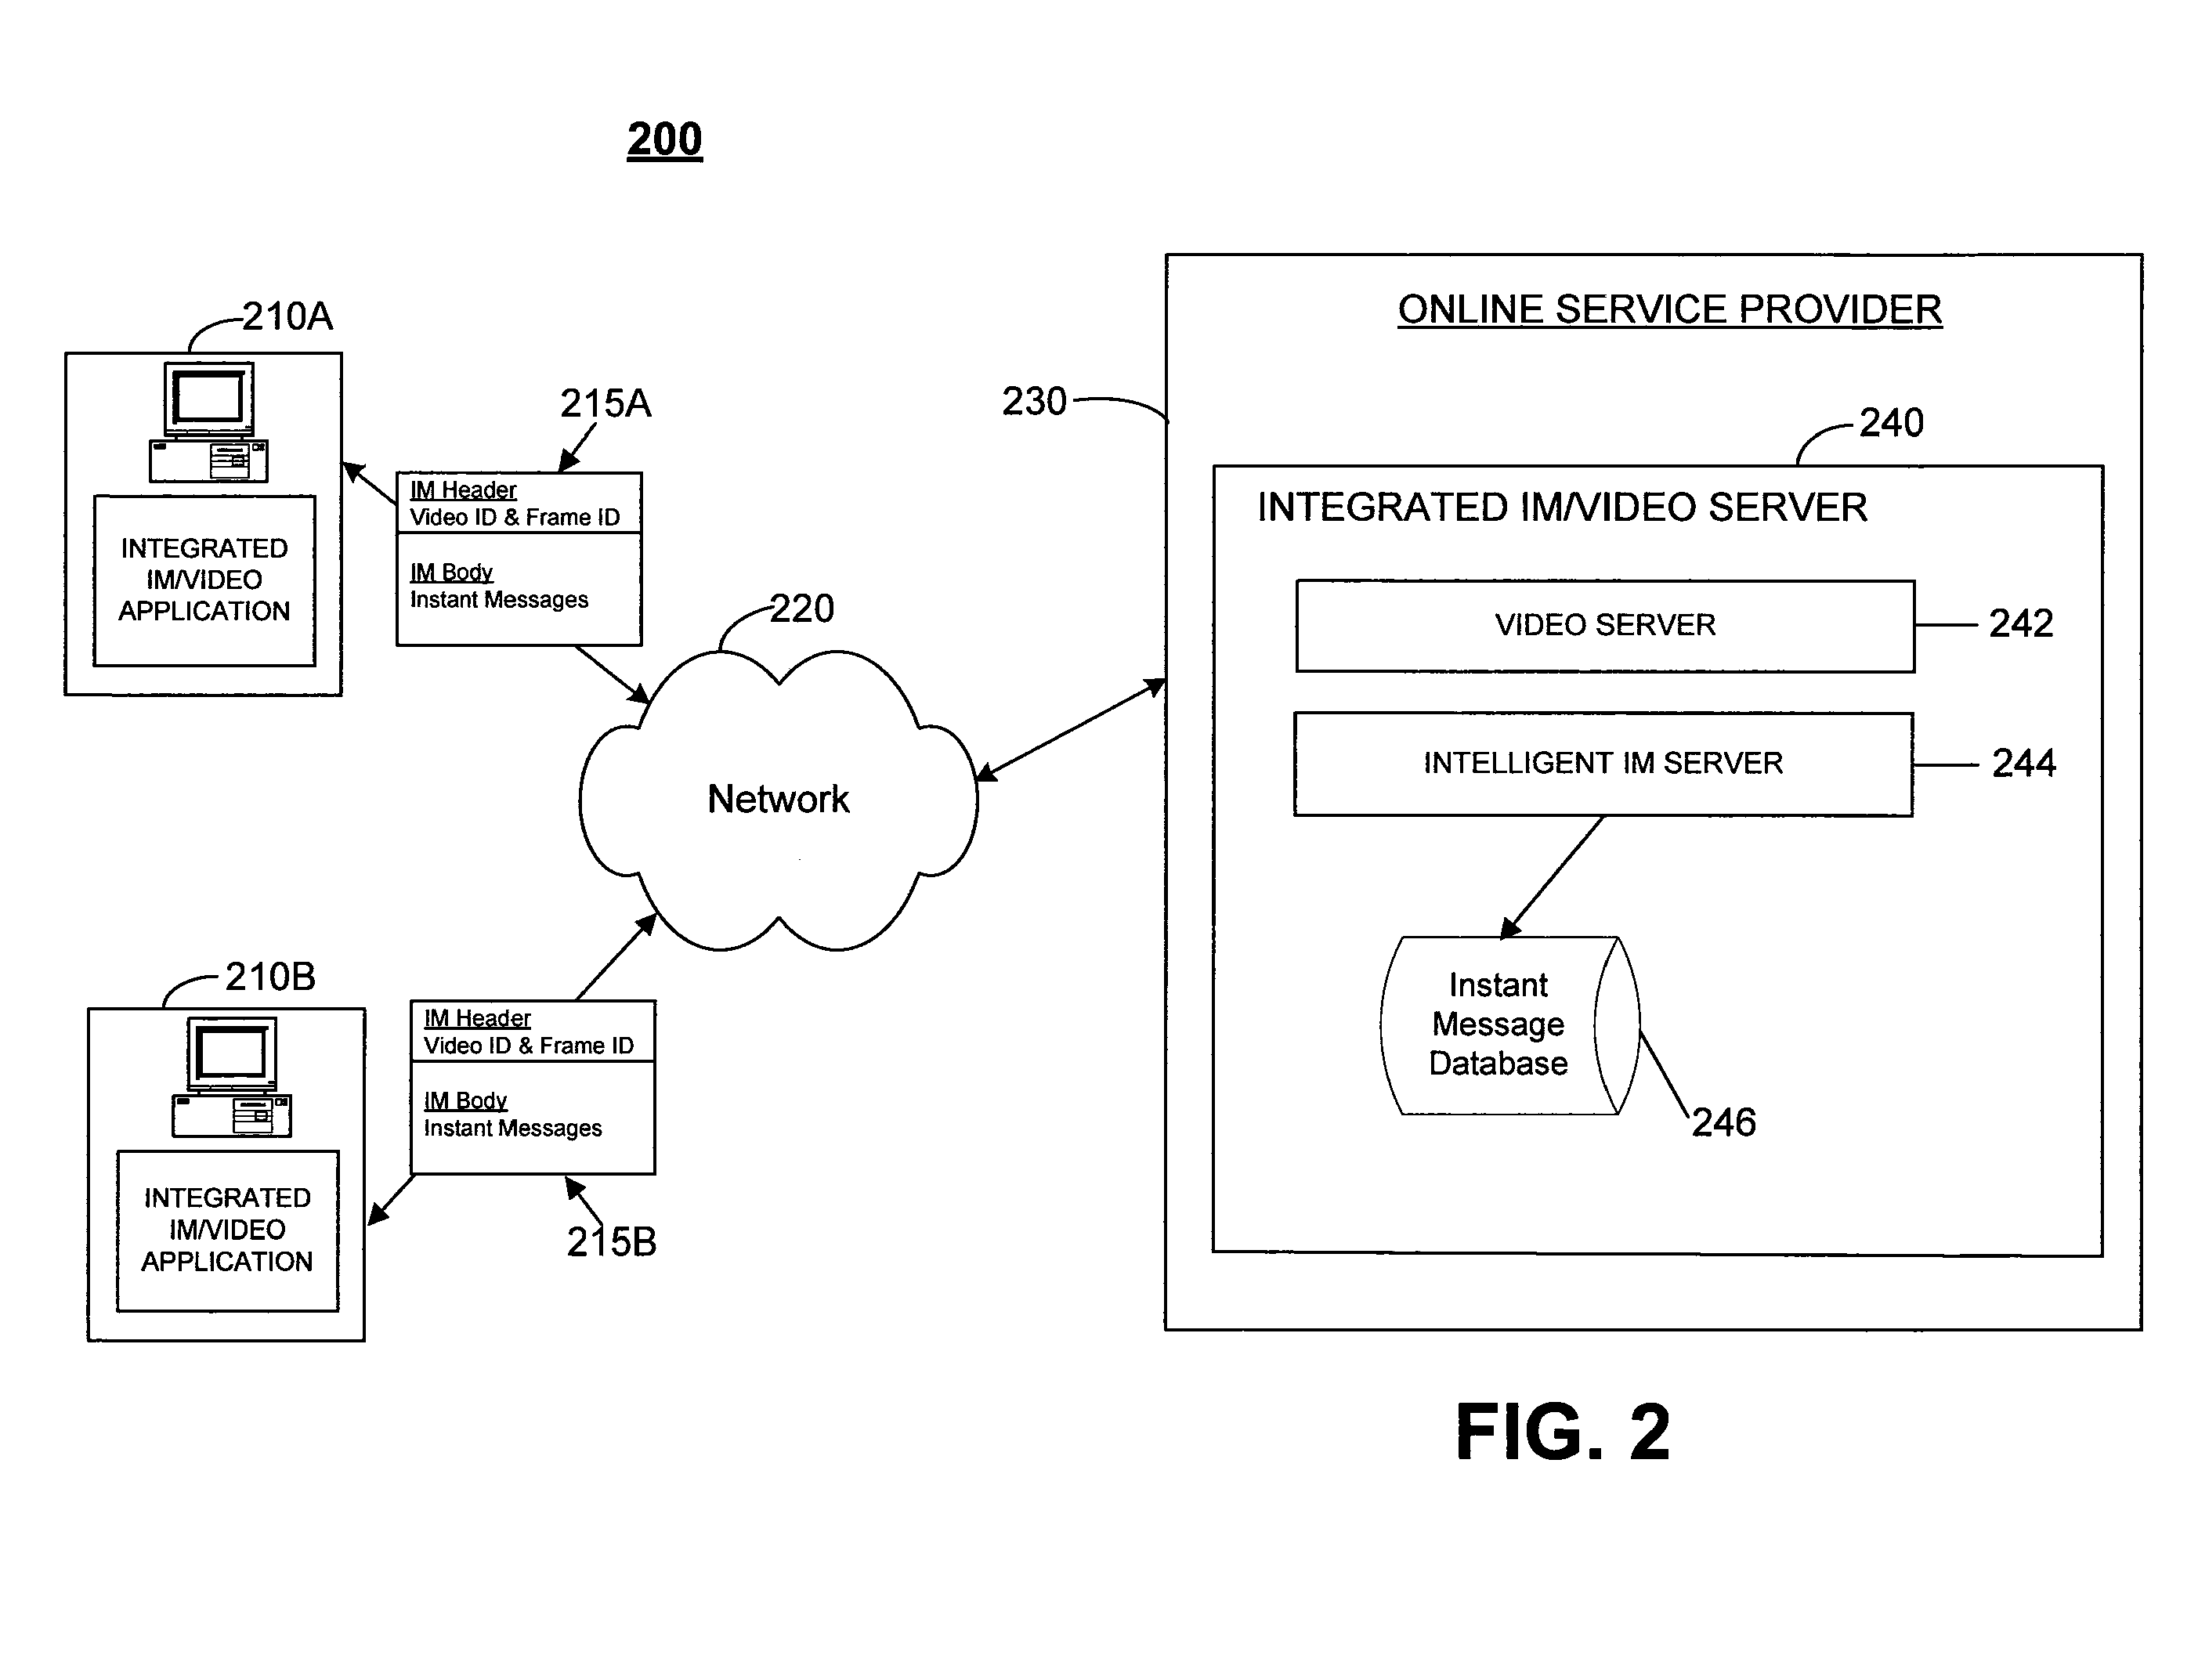 200
210A
INTEGRATED
IM/VIDEO
APPLICATION
215A
IM Header
Video ID & Frame ID
IM Body
Instant Messages
220
Network
210B
INTEGRATED
IM/VIDEO
APPLICATION
IM Header
Video ID & Frame ID
IM Body
Instant Messages
215B
ONLINE SERVICE PROVIDER
230
240
INTEGRATED IM/VIDEO SERVER
VIDEO SERVER
242
INTELLIGENT IM SERVER
244
Instant
Message
Database
246
FIG. 2